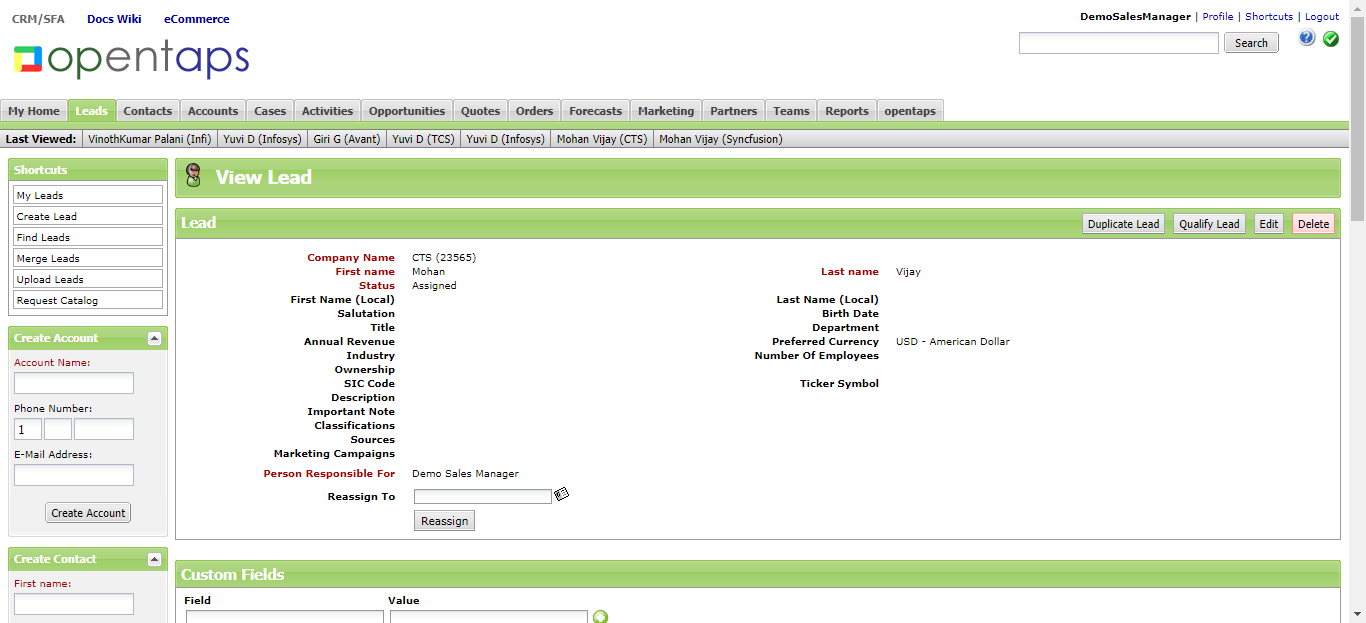 CRM/SFA Docs Wiki eCommerce
DemoSalesManager | Profile | Shortcuts | Logout
opentaps
Search
?
My Home Leads Contacts Accounts Cases Activities Opportunities Quotes Orders Forecasts Marketing Partners Teams Reports opentaps
Last Viewed: VinothKumar Palani (Infi) Yuvi D (Infosys) Giri G (Avant) Yuvi D (TCS) Yuvi D (Infosys) Mohan Vijay (CTS) Mohan Vijay (Syncfusion)
Shortcuts
My Leads
Create Lead
Find Leads
Merge Leads
Upload Leads
Request Catalog
Create Account
Account Name:
Phone Number:
1
E-Mail Address:
Create Account
Create Contact
First name:
View Lead
Lead Duplicate Lead Qualify Lead Edit Delete
Company Name CTS (23565)
First name Mohan Last name Vijay
Status Assigned
First Name (Local) Last Name (Local)
Salutation Birth Date
Title Department
Annual Revenue Preferred Currency USD - American Dollar
Industry Number Of Employees
Ownership
SIC Code Ticker Symbol
Description
Important Note
Classifications
Sources
Marketing Campaigns
Person Responsible For Demo Sales Manager
Reassign To
Reassign
Custom Fields
Field Value